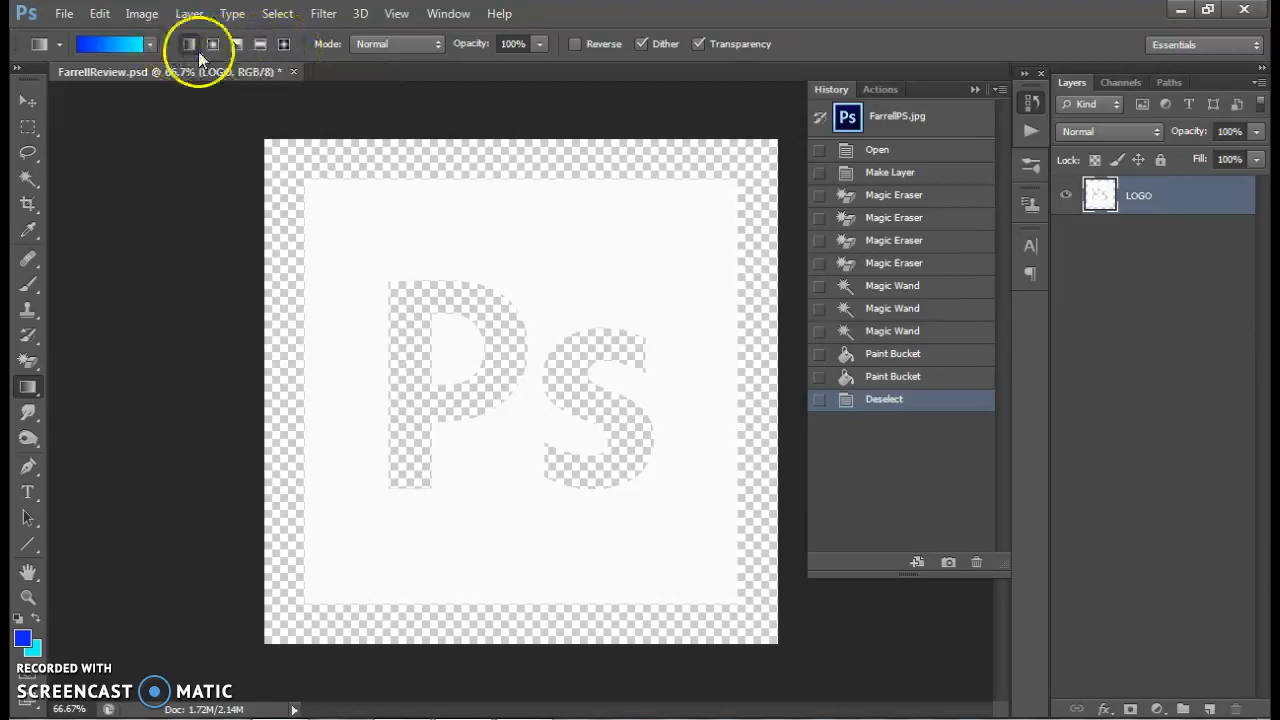 Ps File Edit Image Layer Type Select Filter 3D View Window Help
Mode: Normal Opacity: 100% Reverse Dither Transparency Essentials
FarrellReview.psd @ 66.7% (LOGO, RGB/8) *
History Actions
Layers Channels Paths
Ps FarrellPS.jpg
Kind
Open
Normal Opacity: 100%
Make Layer
Lock: Fill: 100%
Magic Eraser
LOGO
Magic Eraser
Magic Eraser
Magic Eraser
Magic Wand
Magic Wand
Magic Wand
Paint Bucket
Paint Bucket
Deselect
Ps
RECORDED WITH
SCREENCAST MATIC
66.67% Doc: 1.72M/2.14M